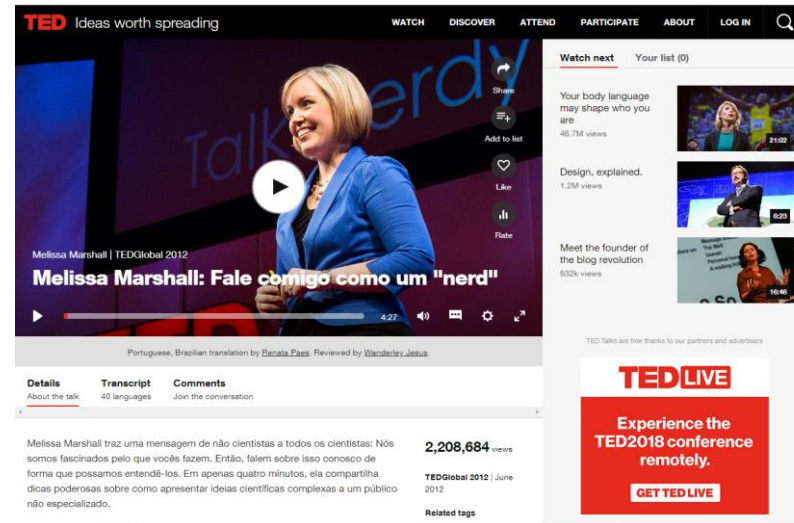 TED Ideas worth spreading
WATCH DISCOVER ATTEND PARTICIPATE ABOUT LOG IN
Talk Nerdy
Share
Add to list
Like
Rate
Melissa Marshall | TEDGlobal 2012
Melissa Marshall: Fale comigo como um "nerd"
4:27
Portuguese, Brazilian translation by Renata Paes. Reviewed by Wanderley Jesus.
Details Transcript Comments
About the talk 40 languages Join the conversation
Melissa Marshall traz uma mensagem de não cientistas a todos os cientistas: Nós
somos fascinados pelo que vocês fazem. Então, falem sobre isso conosco de
forma que possamos entendê-los. Em apenas quatro minutos, ela compartilha
dicas poderosas sobre como apresentar ideias científicas complexas a um público
não especializado.
2,208,684 views
TEDGlobal 2012 | June
2012
Related tags
Watch next Your list (0)
Your body language
may shape who you
are
46.7M views
21:02
Design, explained.
1.2M views
6:23
Meet the founder of
the blog revolution
502k views
16:46
TED Talks are free thanks to our partners and advertisers
TEDLIVE
Experience the
TED2018 conference
remotely.
GET TED LIVE